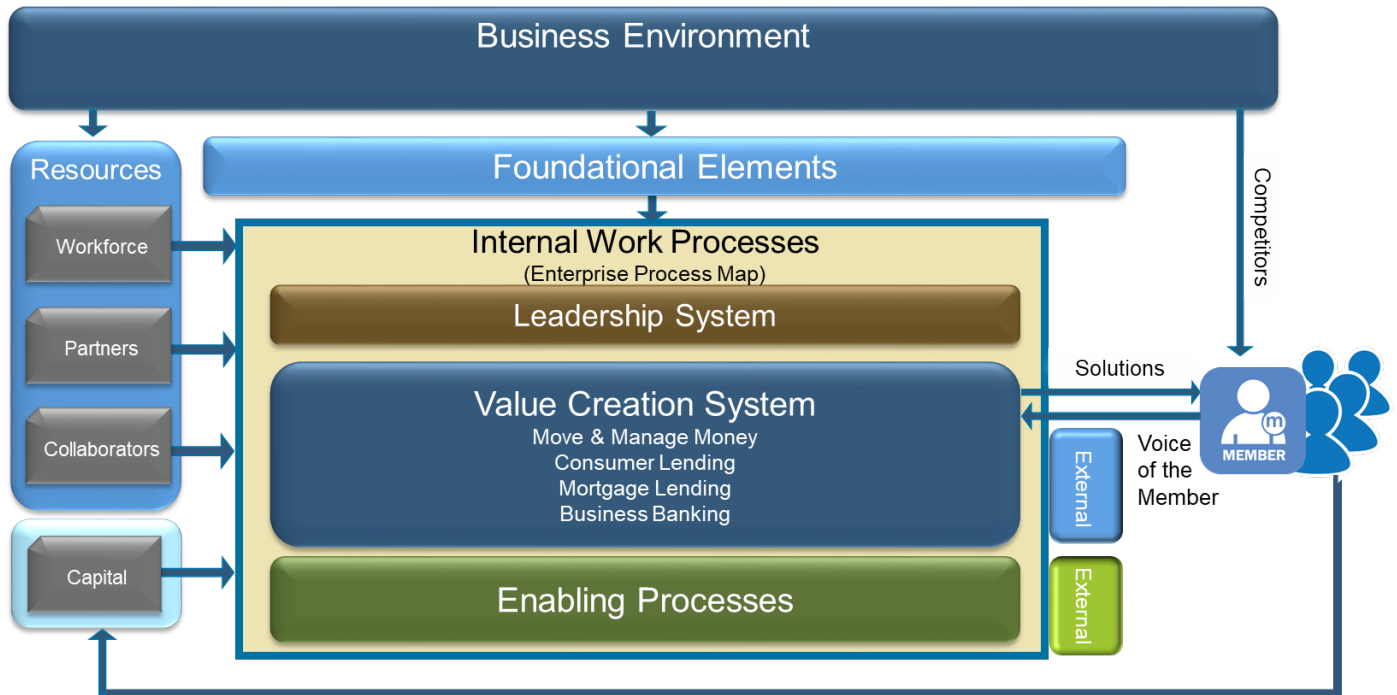 Business Environment
Resources
Workforce
Partners
Collaborators
Capital
Foundational Elements
Internal Work Processes
(Enterprise Process Map)
Leadership System
Value Creation System
Move & Manage Money
Consumer Lending
Mortgage Lending
Business Banking
Enabling Processes
External
External
Competitors
Solutions
Voice
of the
Member
m
MEMBER